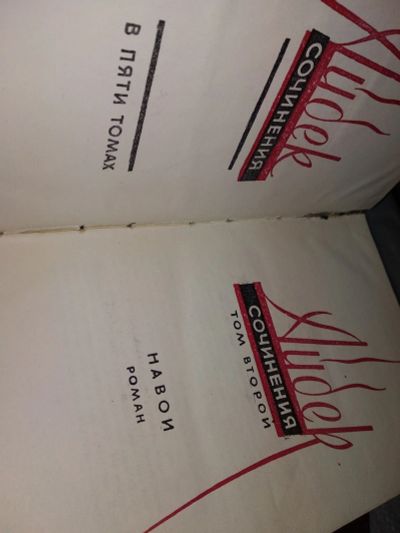 Айбек
СОЧИНЕНИЯ
В ПЯТИ ТОМАХ
Айбек
СОЧИНЕНИЯ
ТОМ ВТОРОЙ
НАВОИ
РОМАН